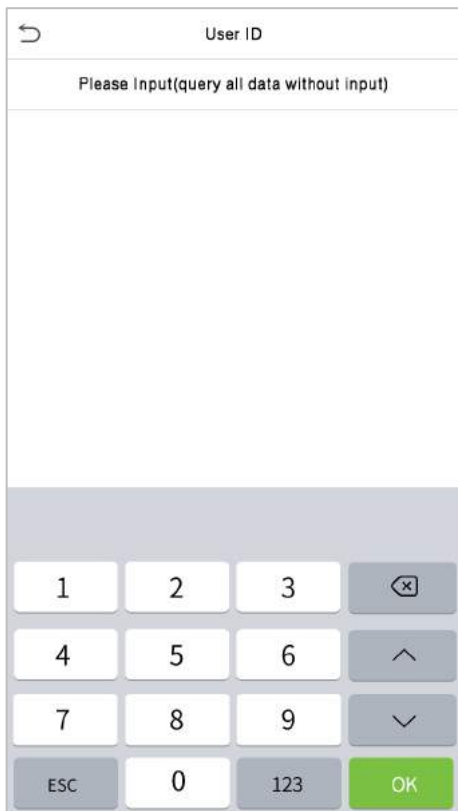 User ID
Please Input(query all data without input)
1 2 3
4 5 6
7 8 9
ESC 0 123 OK